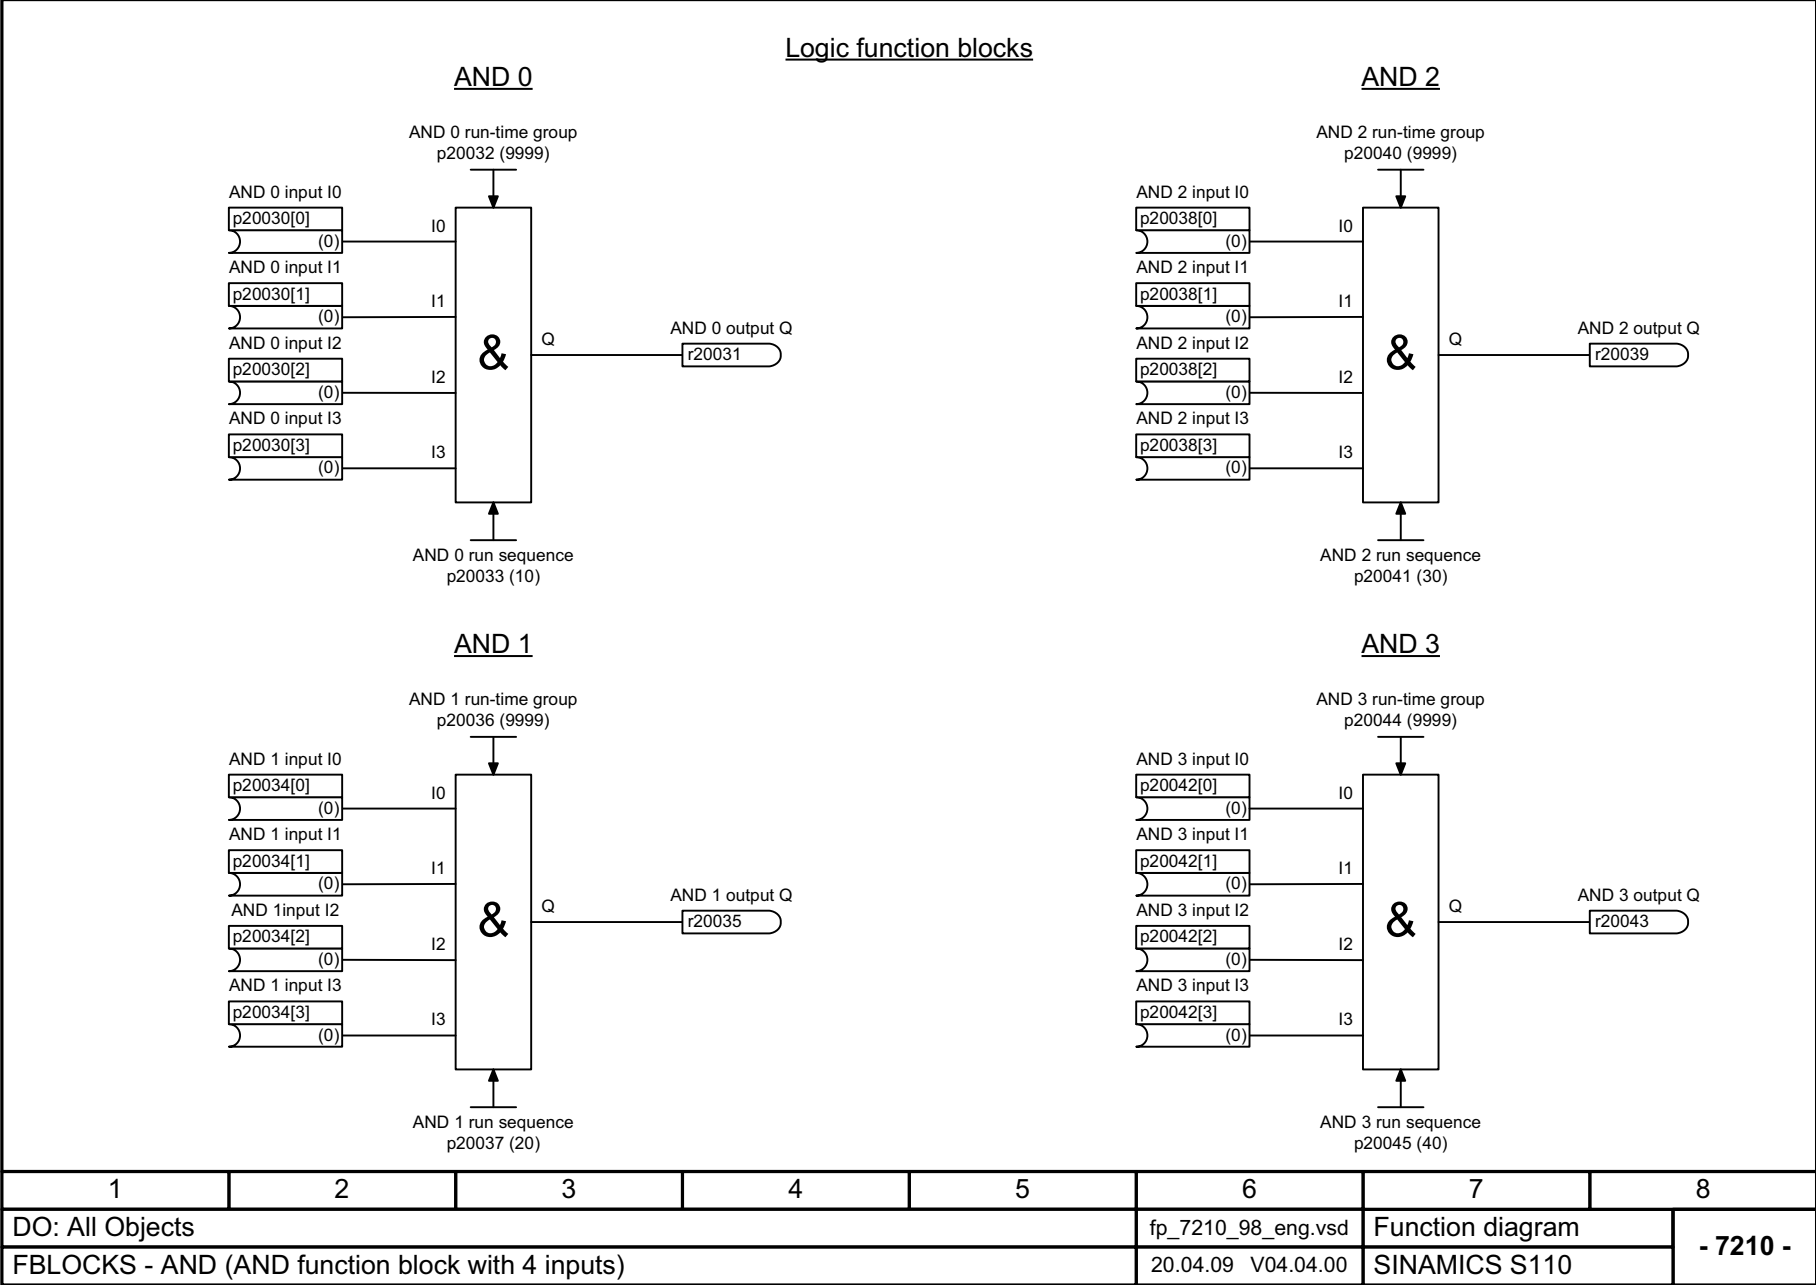 Logic function blocks
AND 0
AND 0 run-time group
p20032 (9999)
AND 0 input I0
p20030[0]
(0)
I0
AND 0 input I1
p20030[1]
(0)
I1
AND 0 input I2
p20030[2]
(0)
I2
AND 0 input I3
p20030[3]
(0)
I3
&
Q
AND 0 output Q
r20031
AND 0 run sequence
p20033 (10)
AND 2
AND 2 run-time group
p20040 (9999)
AND 2 input I0
p20038[0]
(0)
I0
AND 2 input I1
p20038[1]
(0)
I1
AND 2 input I2
p20038[2]
(0)
I2
AND 2 input I3
p20038[3]
(0)
I3
&
Q
AND 2 output Q
r20039
AND 2 run sequence
p20041 (30)
AND 1
AND 1 run-time group
p20036 (9999)
AND 1 input I0
p20034[0]
(0)
I0
AND 1 input I1
p20034[1]
(0)
I1
AND 1input I2
p20034[2]
(0)
I2
AND 1 input I3
p20034[3]
(0)
I3
&
Q
AND 1 output Q
r20035
AND 1 run sequence
p20037 (20)
AND 3
AND 3 run-time group
p20044 (9999)
AND 3 input I0
p20042[0]
(0)
I0
AND 3 input I1
p20042[1]
(0)
I1
AND 3 input I2
p20042[2]
(0)
I2
AND 3 input I3
p20042[3]
(0)
I3
&
Q
AND 3 output Q
r20043
AND 3 run sequence
p20045 (40)
1 2 3 4 5 6 7 8
DO: All Objects
fp_7210_98_eng.vsd
Function diagram
- 7210 -
FBLOCKS - AND (AND function block with 4 inputs)
20.04.09 V04.04.00
SINAMICS S110